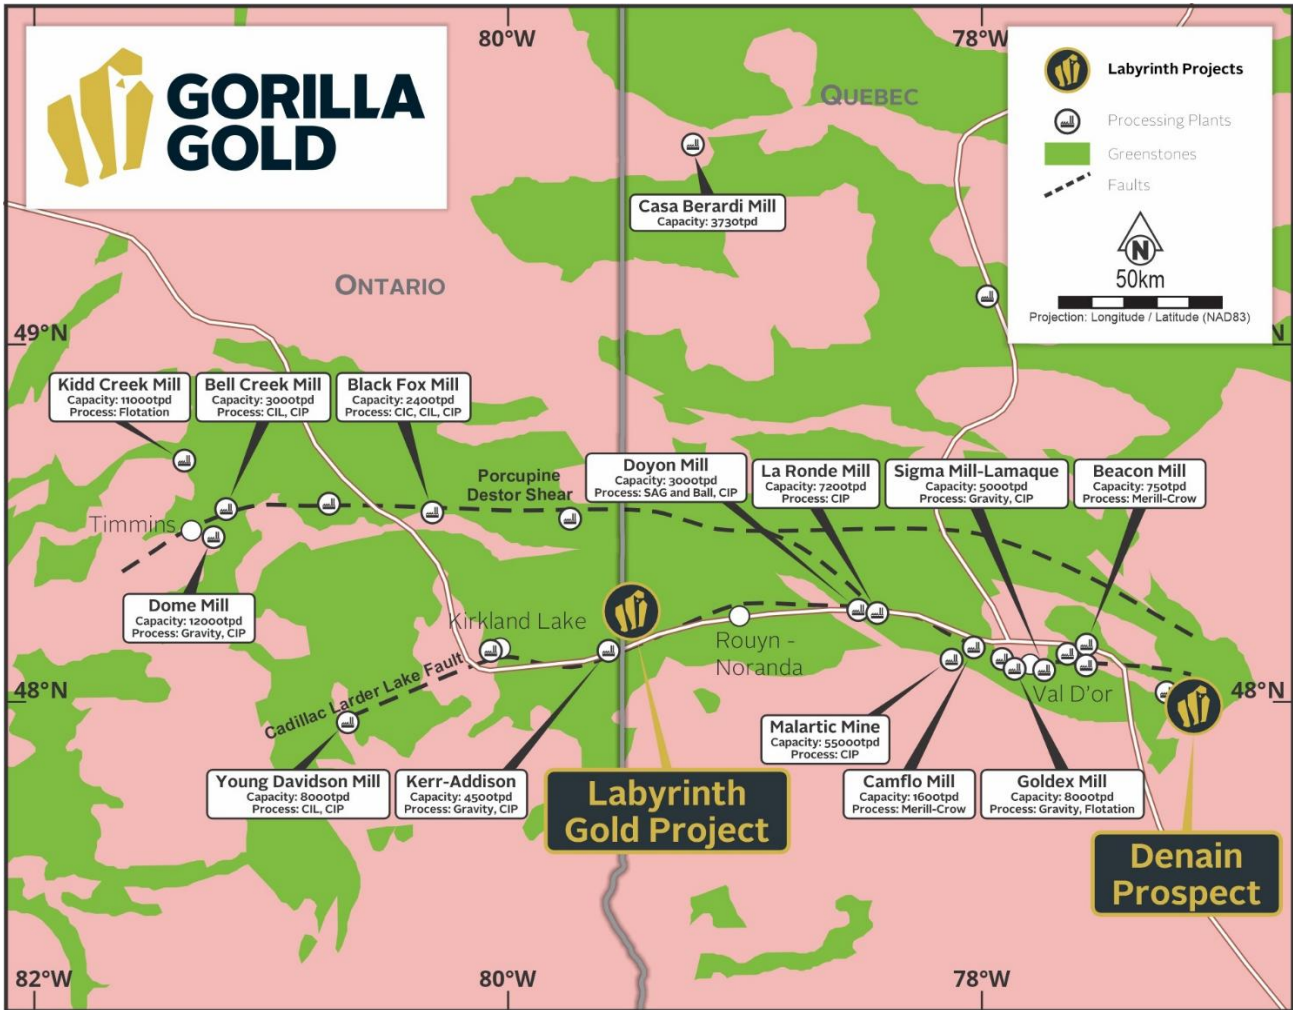 80°W
78°W
GORILLA
GOLD
Labyrinth Projects
Processing Plants
Greenstones
Faults
N
50km
Projection: Longitude / Latitude (NAD83)
QUEBEC
Casa Berardi Mill
Capacity: 3730tpd
ONTARIO
49°N
N
Kidd Creek Mill
Capacity: 11000tpd
Process: Flotation
Bell Creek Mill
Capacity: 3000tpd
Process: CIL, CIP
Black Fox Mill
Capacity: 2400tpd
Process: CIC, CIL, CIP
Porcupine
Destor Shear
Doyon Mill
Capacity: 3000tpd
Process: SAG and Ball, CIP
La Ronde Mill
Capacity: 7200tpd
Process: CIP
Sigma Mill-Lamaque
Capacity: 5000tpd
Process: Gravity, CIP
Beacon Mill
Capacity: 750tpd
Process: Merill-Crow
Timmins
Dome Mill
Capacity: 12000tpd
Process: Gravity, CIP
Kirkland Lake
Rouyn -
Noranda
Cadillac Larder Lake Fault
Val D'or
48°N
48°N
Young Davidson Mill
Capacity: 8000tpd
Process: CIL, CIP
Kerr-Addison
Capacity: 4500tpd
Process: Gravity, CIP
Labyrinth
Gold Project
Malartic Mine
Capacity: 55000tpd
Process: CIP
Camflo Mill
Capacity: 1600tpd
Process: Merill-Crow
Goldex Mill
Capacity: 8000tpd
Process: Gravity, Flotation
Denain
Prospect
82°W
80°W
78°W